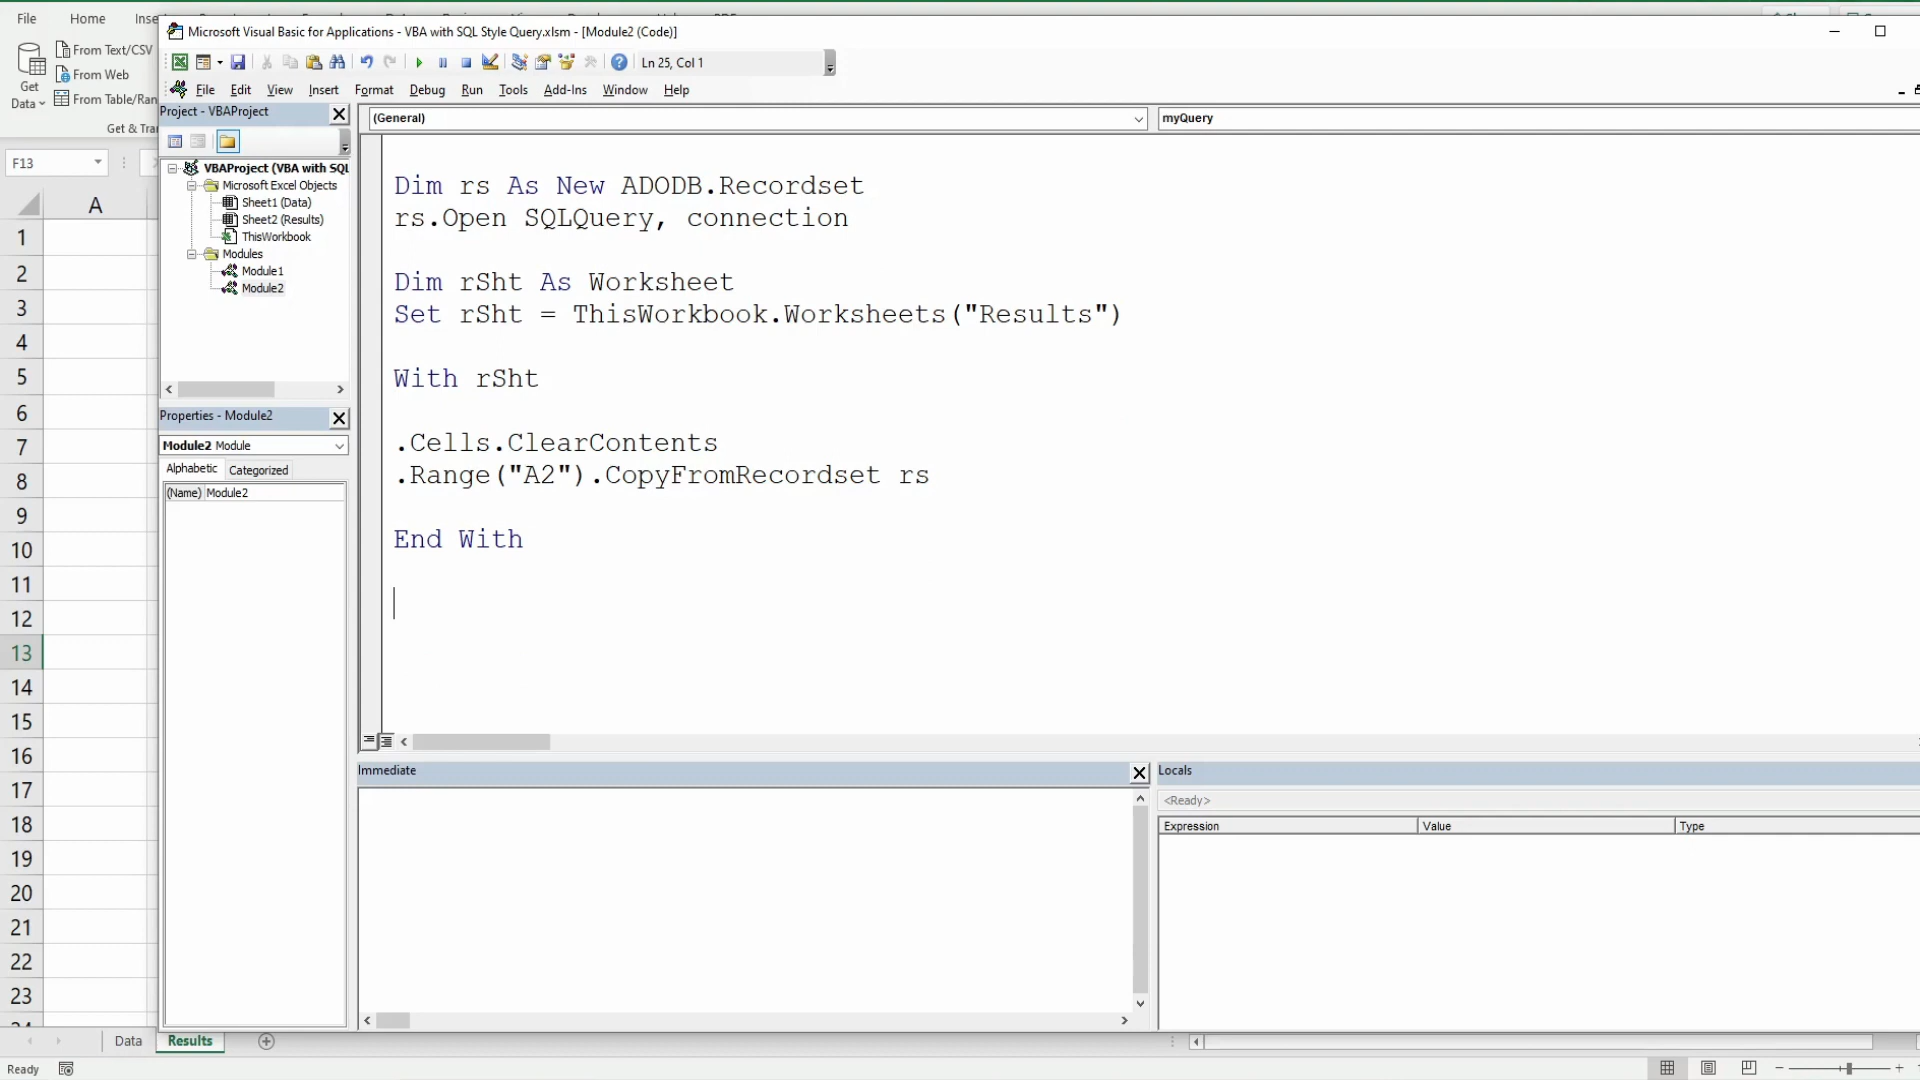 File Home Inse
Microsoft Visual Basic for Applications - VBA with SQL Style Query.xlsm - [Module2 (Code)]
From Text/CSV
From Web
From Table/Ran
Get
Data
Get & Tra
Ln 25, Col 1
File Edit View Insert Format Debug Run Tools Add-Ins Window Help
Project - VBAProject
(General)
myQuery
F13
VBAProject (VBA with SQL
Microsoft Excel Objects
Sheet1 (Data)
Sheet2 (Results)
ThisWorkbook
Modules
Module1
Module2
Dim rs As New ADODB.Recordset
rs.Open SQLQuery, connection
Dim rSht As Worksheet
Set rSht = ThisWorkbook.Worksheets("Results")
With rSht
.Cells.ClearContents
.Range("A2").CopyFromRecordset rs
End With
Properties - Module2
Module2 Module
Alphabetic Categorized
(Name) Module2
A
1
2
3
4
5
6
7
8
9
10
11
12
13
14
15
16
17
18
19
20
21
22
23
Immediate
Locals
<Ready>
Expression Value Type
Data Results
Ready